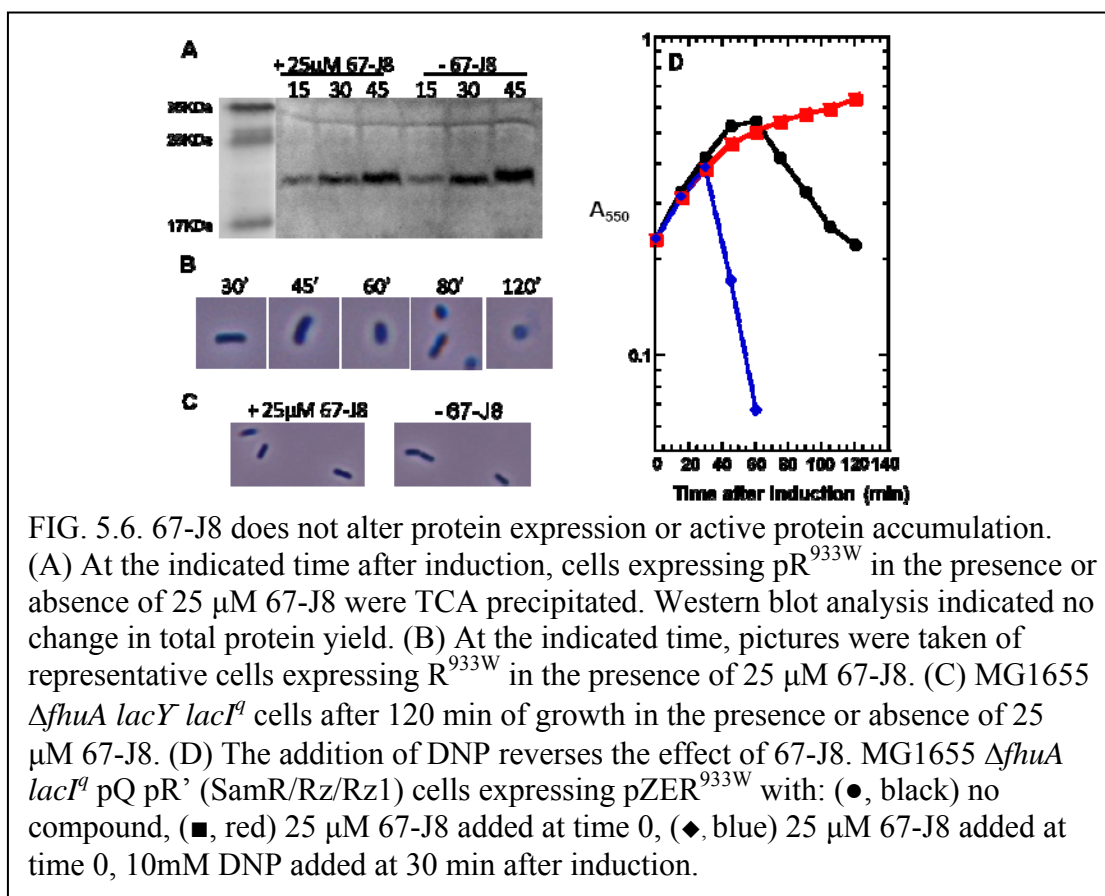 A
+25µM 67-J8 - 67-J8
15 30 45 15 30 45
17KDa
B
30' 45' 60' 80' 120'
C
+25µM 67-J8 - 67-J8
D
1
A550
0.1
0 20 40 60 80 100 120 140
Time after Induction (min)
FIG. 5.6. 67-J8 does not alter protein expression or active protein accumulation.
(A) At the indicated time after induction, cells expressing pR^933W in the presence or
absence of 25 μM 67-J8 were TCA precipitated. Western blot analysis indicated no
change in total protein yield. (B) At the indicated time, pictures were taken of
representative cells expressing R^933W in the presence of 25 μM 67-J8. (C) MG1655
ΔfhuA lacY⁻ lacI^q cells after 120 min of growth in the presence or absence of 25
μM 67-J8. (D) The addition of DNP reverses the effect of 67-J8. MG1655 ΔfhuA
lacI^q pQ pR’ (SamR/Rz/Rz1) cells expressing pZER^933W with: (●, black) no
compound, (■, red) 25 μM 67-J8 added at time 0, (◆, blue) 25 μM 67-J8 added at
time 0, 10mM DNP added at 30 min after induction.